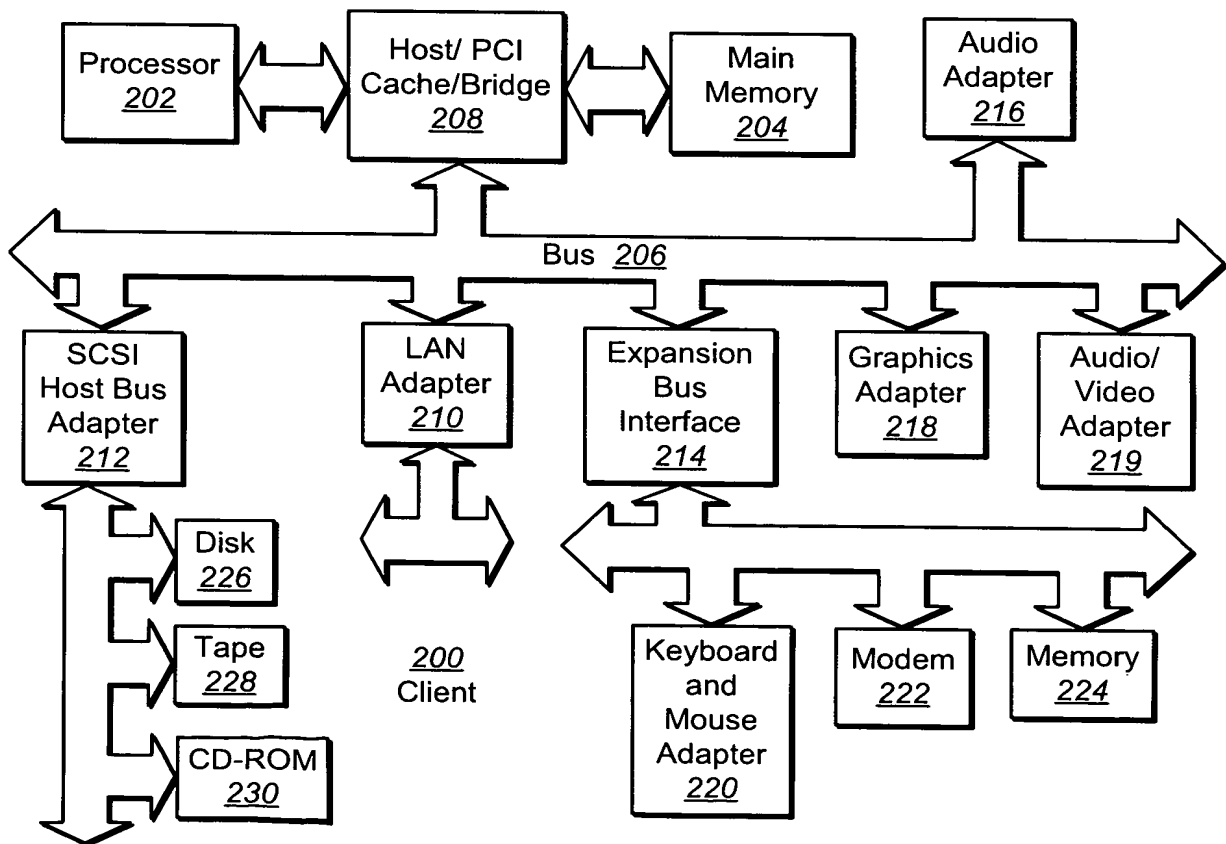 Processor
202
Host/ PCI
Cache/Bridge
208
Main
Memory
204
Audio
Adapter
216
Bus 206
SCSI
Host Bus
Adapter
212
LAN
Adapter
210
Expansion
Bus
Interface
214
Graphics
Adapter
218
Audio/
Video
Adapter
219
Disk
226
Tape
228
CD-ROM
230
200
Client
Keyboard
and
Mouse
Adapter
220
Modem
222
Memory
224